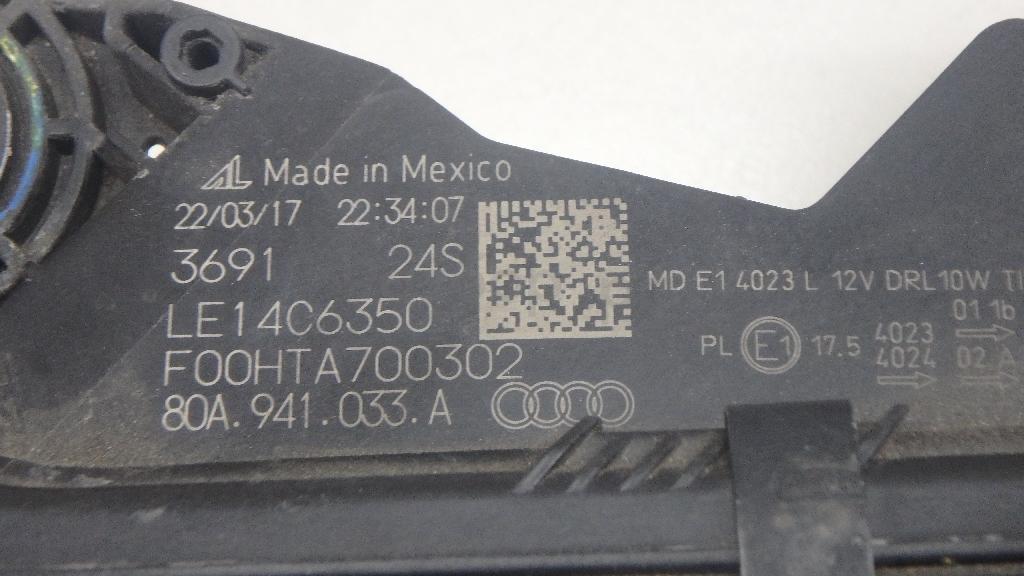 AL Made in Mexico
22/03/17 22:34:07
3691 24S
LE14C6350
F00HTA700302
80A.941.033.A
MD E1 4023 L 12V DRL10W
01 1b
PL E1 17.5 4023
4024 02 A